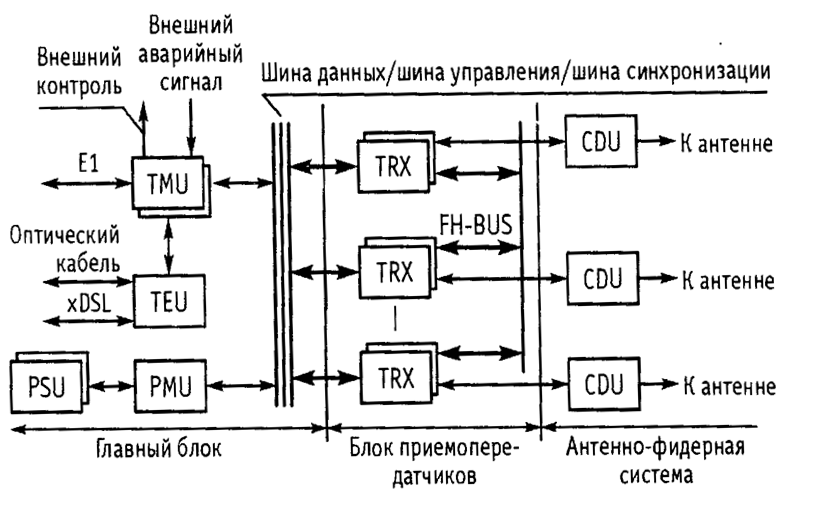 Внешний
аварийный
сигнал
Внешний
контроль
Шина данных/шина управления/шина синхронизации
E1
TMU
TRX
CDU
К антенне
Оптический
кабель
xDSL
TEU
FH-BUS
TRX
CDU
К антенне
PSU
PMU
TRX
CDU
К антенне
Главный блок
Блок приемопере-
датчиков
Антенно-фидерная
система